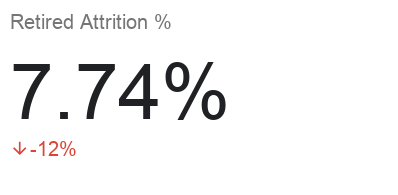 Retired Attrition %
7.74%
↓-12%